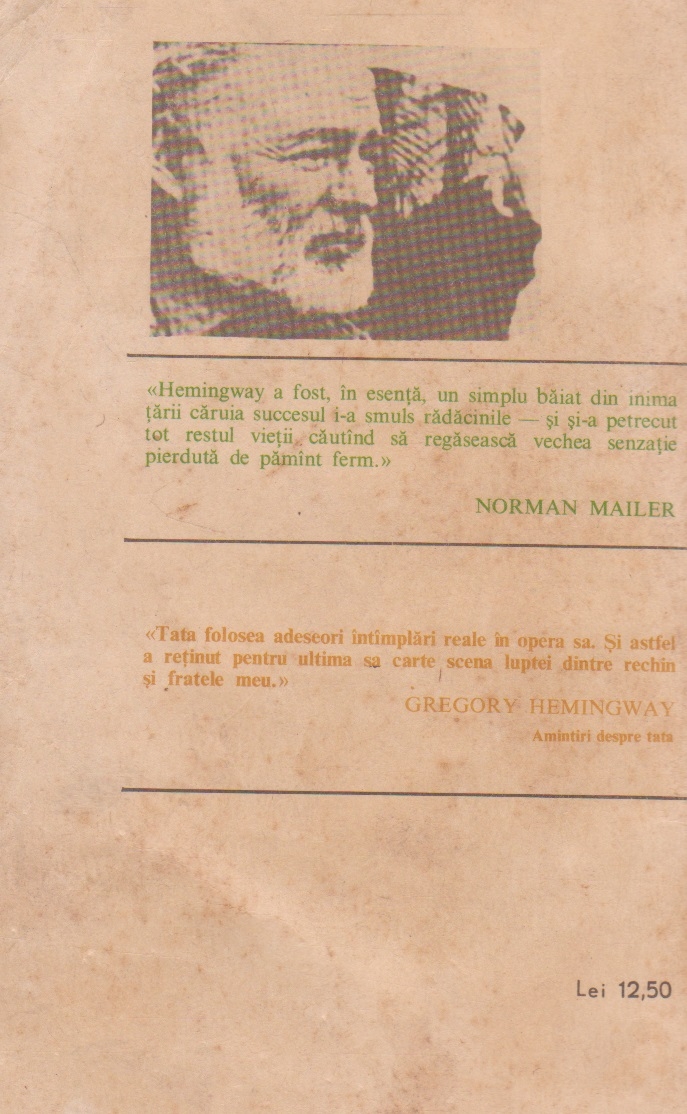 «Hemingway a fost, în esență, un simplu băiat din inima
țării căruia succesul i-a smuls rădăcinile — și și-a petrecut
tot restul vieții căutînd să regăsească vechea senzație
pierdută de pămînt ferm.»
NORMAN MAILER
«Tata folosea adeseori întîmplări reale în opera sa. Și astfel
a reținut pentru ultima sa carte scena luptei dintre rechin
și fratele meu.»
GREGORY HEMINGWAY
Amintiri despre tata
Lei 12,50